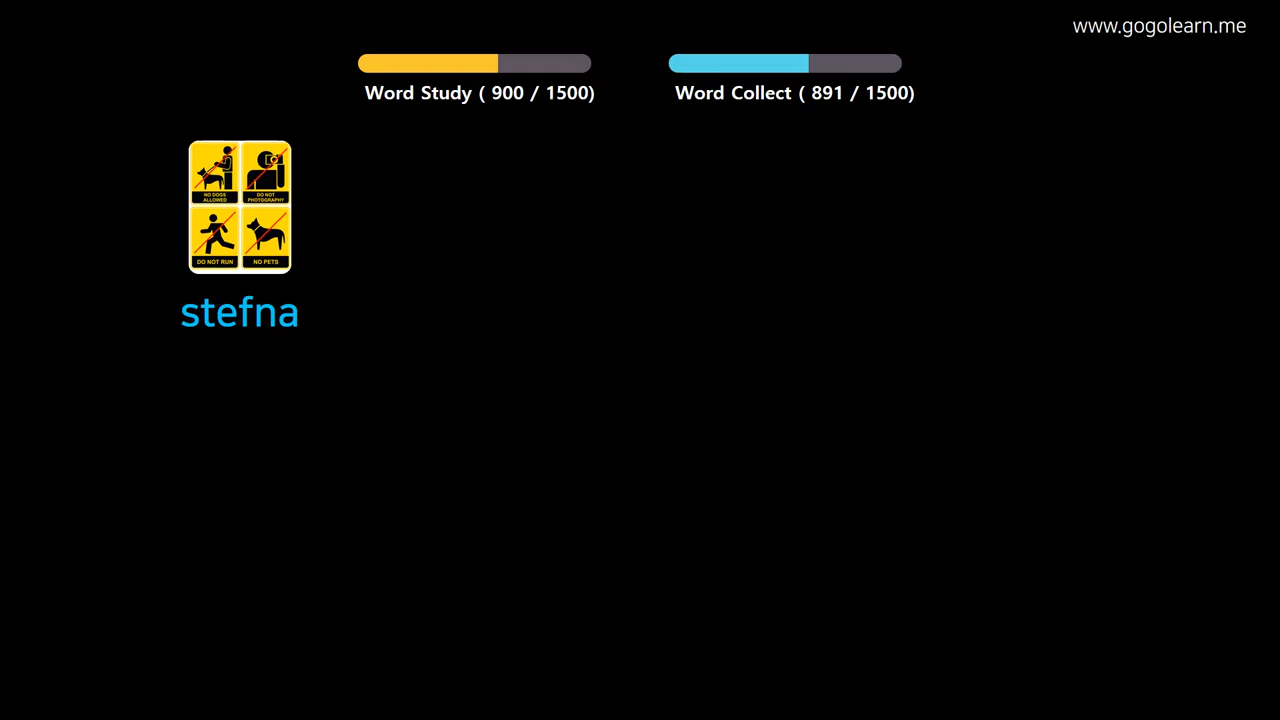 www.gogolearn.me
Word Study ( 900 / 1500)
Word Collect ( 891 / 1500)
NO DOGS
ALLOWED
DO NOT
PHOTOGRAPHY
DO NOT RUN
NO PETS
stefna